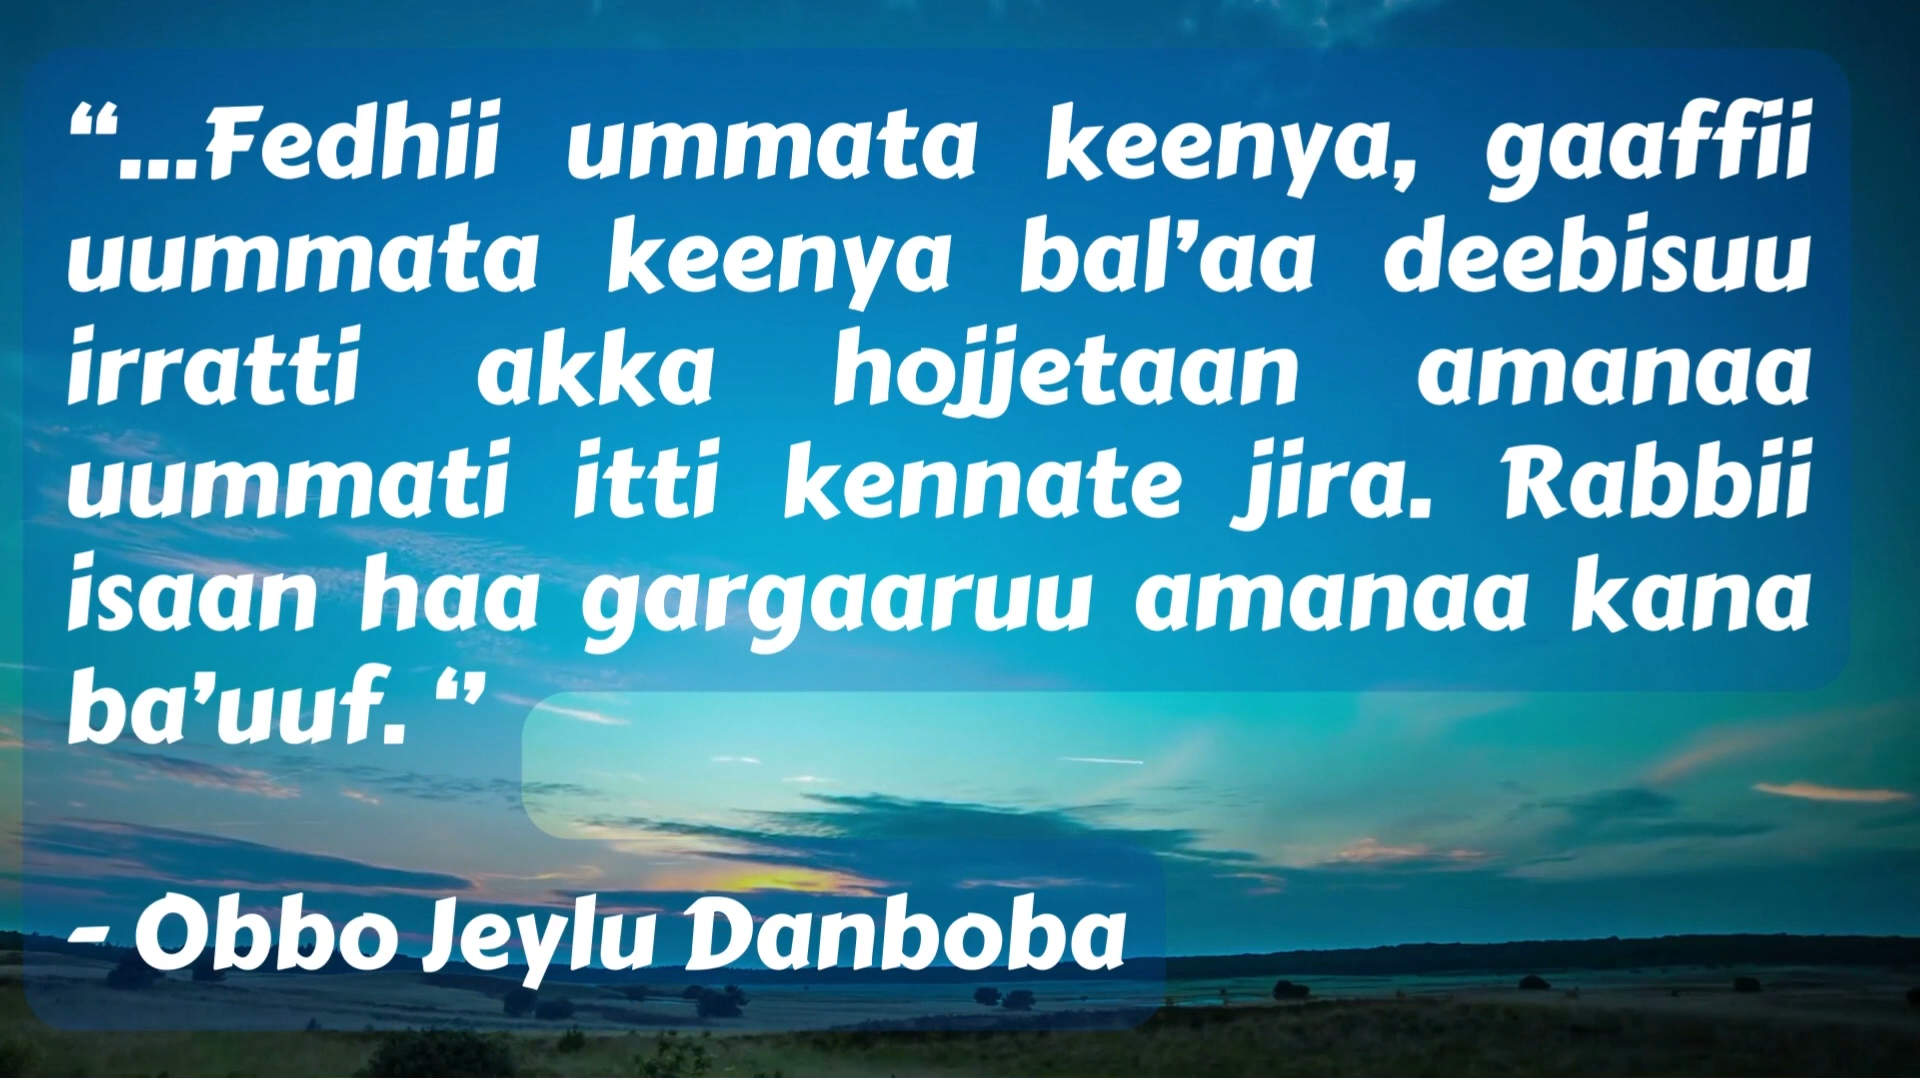 “...Fedhii ummata keenya, gaaffii
uummata keenya bal’aa deebisuu
irratti akka hojjetaan amanaa
uummati itti kennate jira. Rabbii
isaan haa gargaaruu amanaa kana
ba’uuf. ‘’
- Obbo Jeylu Danboba